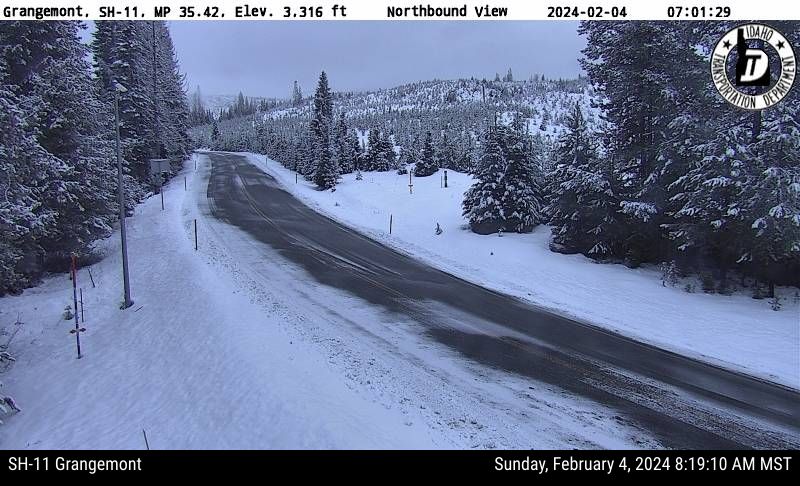 Grangemont, SH-11, MP 35.42, Elev. 3,316 ft Northbound View 2024-02-04 07:01:29
IDAHO
TRANSPORTATION DEPARTMENT
SH-11 Grangemont Sunday, February 4, 2024 8:19:10 AM MST